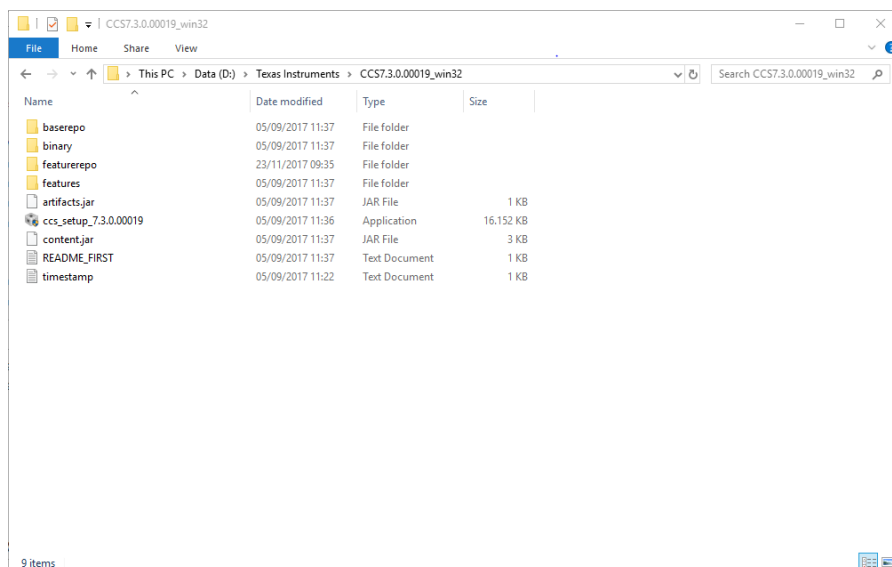 CCS7.3.0.00019_win32
File Home Share View
This PC > Data (D:) > Texas Instruments > CCS7.3.0.00019_win32
Search CCS7.3.0.00019_win32
Name Date modified Type Size
baserepo 05/09/2017 11:37 File folder
binary 05/09/2017 11:37 File folder
featurerepo 23/11/2017 09:35 File folder
features 05/09/2017 11:37 File folder
artifacts.jar 05/09/2017 11:37 JAR File 1 KB
ccs_setup_7.3.0.00019 05/09/2017 11:36 Application 16.152 KB
content.jar 05/09/2017 11:37 JAR File 3 KB
README_FIRST 05/09/2017 11:37 Text Document 1 KB
timestamp 05/09/2017 11:22 Text Document 1 KB
9 items